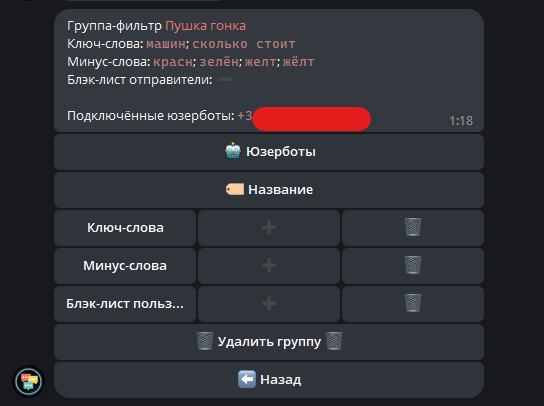 Группа-фильтр Пушка гонка
Ключ-слова: машин; сколько стоит
Минус-слова: красн; зелён; желт; жёлт
Блэк-лист отправители: ➖
Подключённые юзерботы: +3
1:18
🤖 Юзерботы
🏷️ Название
Ключ-слова ➕ 🗑
Минус-слова ➕ 🗑
Блэк-лист польз... ➕ 🗑
🗑 Удалить группу 🗑
⬅️ Назад